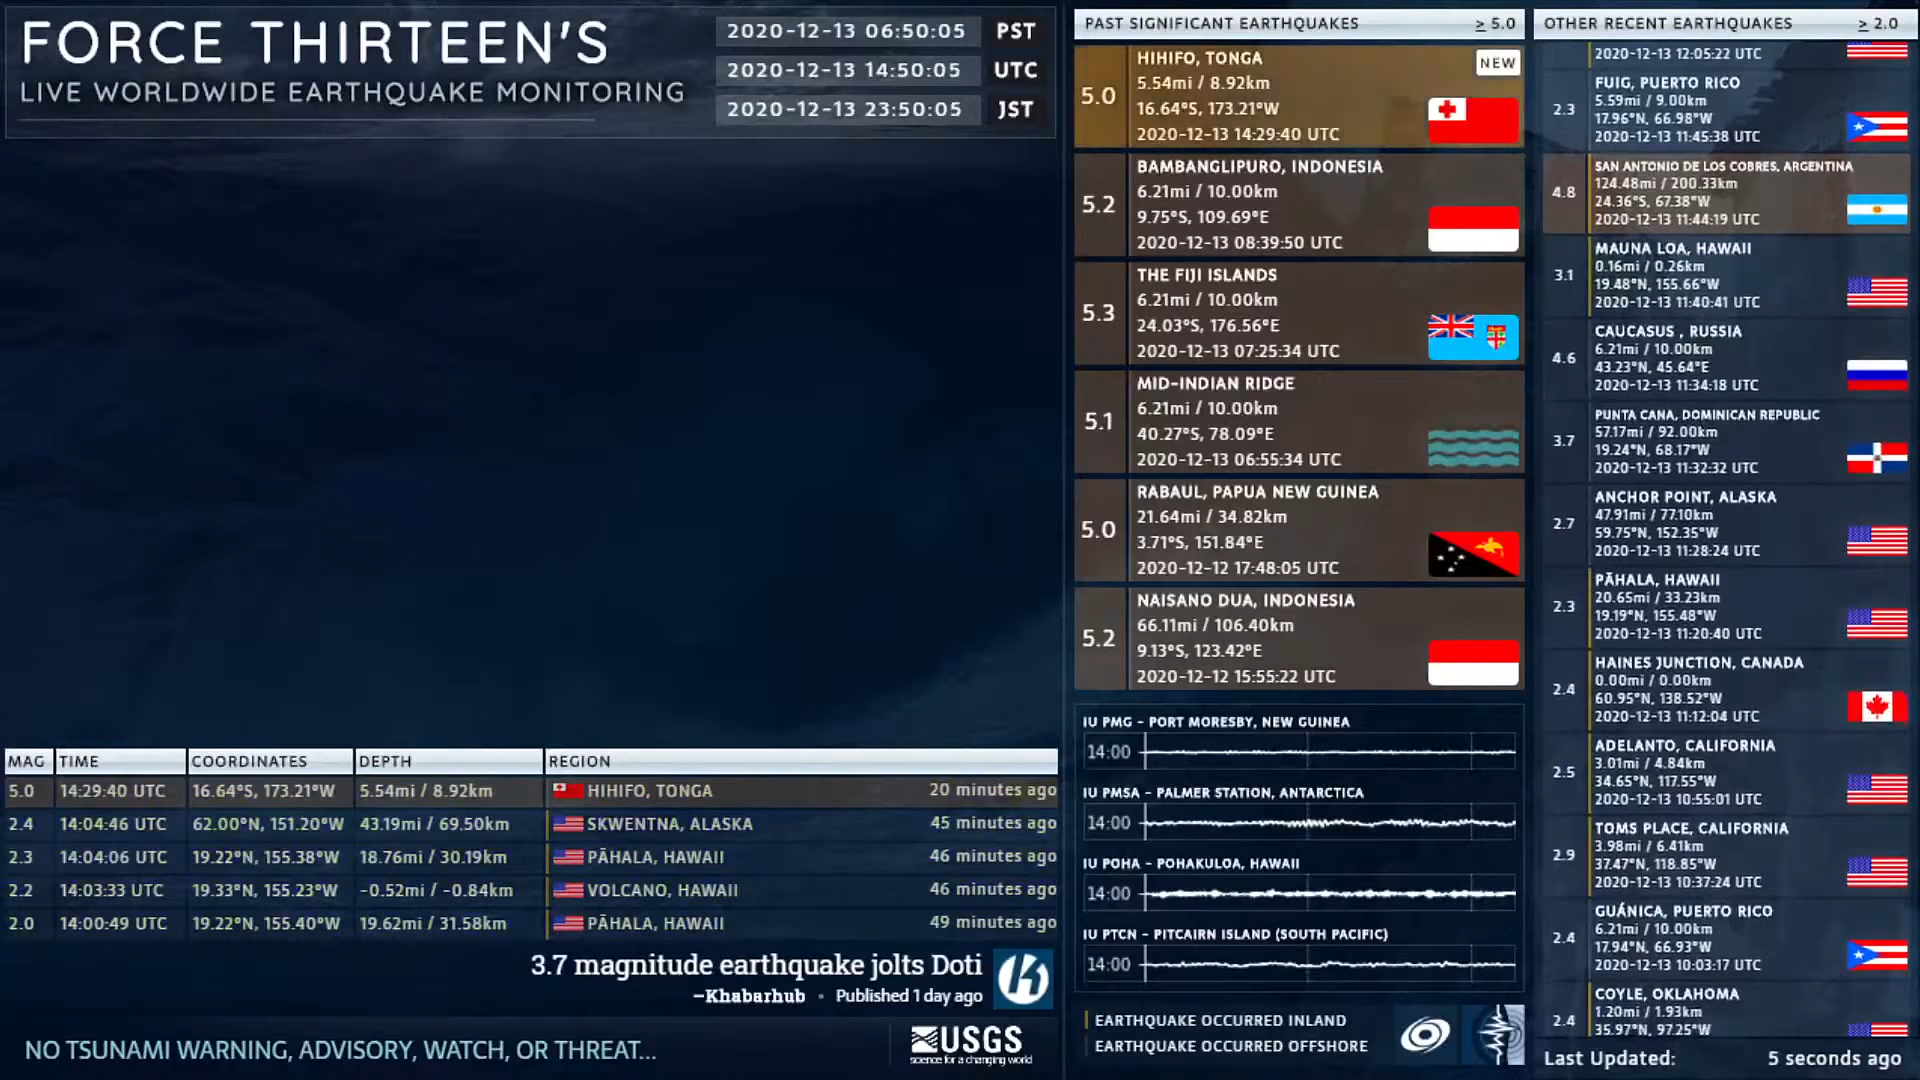 FORCE THIRTEEN'S
LIVE WORLDWIDE EARTHQUAKE MONITORING
2020-12-13 06:50:05 PST
2020-12-13 14:50:05 UTC
2020-12-13 23:50:05 JST
MAG TIME COORDINATES DEPTH REGION
5.0 14:29:40 UTC 16.64°S, 173.21°W 5.54mi / 8.92km HIHIFO, TONGA 20 minutes ago
2.4 14:04:46 UTC 62.00°N, 151.20°W 43.19mi / 69.50km SKWENTNA, ALASKA 45 minutes ago
2.3 14:04:06 UTC 19.22°N, 155.38°W 18.76mi / 30.19km PĀHALA, HAWAII 46 minutes ago
2.2 14:03:33 UTC 19.33°N, 155.23°W -0.52mi / -0.84km VOLCANO, HAWAII 46 minutes ago
2.0 14:00:49 UTC 19.22°N, 155.40°W 19.62mi / 31.58km PĀHALA, HAWAII 49 minutes ago
3.7 magnitude earthquake jolts Doti
–Khabarhub • Published 1 day ago
NO TSUNAMI WARNING, ADVISORY, WATCH, OR THREAT...
USGS
science for a changing world
PAST SIGNIFICANT EARTHQUAKES ≥ 5.0
HIHIFO, TONGA
NEW
5.0
5.54mi / 8.92km
16.64°S, 173.21°W
2020-12-13 14:29:40 UTC
BAMBANGLIPURO, INDONESIA
5.2
6.21mi / 10.00km
9.75°S, 109.69°E
2020-12-13 08:39:50 UTC
THE FIJI ISLANDS
5.3
6.21mi / 10.00km
24.03°S, 176.56°E
2020-12-13 07:25:34 UTC
MID-INDIAN RIDGE
5.1
6.21mi / 10.00km
40.27°S, 78.09°E
2020-12-13 06:55:34 UTC
RABAUL, PAPUA NEW GUINEA
5.0
21.64mi / 34.82km
3.71°S, 151.84°E
2020-12-12 17:48:05 UTC
NAISANO DUA, INDONESIA
5.2
66.11mi / 106.40km
9.13°S, 123.42°E
2020-12-12 15:55:22 UTC
IU PMG - PORT MORESBY, NEW GUINEA
14:00
IU PMSA - PALMER STATION, ANTARCTICA
14:00
IU POHA - POHAKULOA, HAWAII
14:00
IU PTCN - PITCAIRN ISLAND (SOUTH PACIFIC)
14:00
EARTHQUAKE OCCURRED INLAND
EARTHQUAKE OCCURRED OFFSHORE
OTHER RECENT EARTHQUAKES ≥ 2.0
2020-12-13 12:05:22 UTC
FUIG, PUERTO RICO
2.3
5.59mi / 9.00km
17.96°N, 66.98°W
2020-12-13 11:45:38 UTC
SAN ANTONIO DE LOS COBRES, ARGENTINA
4.8
124.48mi / 200.33km
24.36°S, 67.38°W
2020-12-13 11:44:19 UTC
MAUNA LOA, HAWAII
3.1
0.16mi / 0.26km
19.48°N, 155.66°W
2020-12-13 11:40:41 UTC
CAUCASUS , RUSSIA
4.6
6.21mi / 10.00km
43.23°N, 45.64°E
2020-12-13 11:34:18 UTC
PUNTA CANA, DOMINICAN REPUBLIC
3.7
57.17mi / 92.00km
19.24°N, 68.17°W
2020-12-13 11:32:32 UTC
ANCHOR POINT, ALASKA
2.7
47.91mi / 77.10km
59.75°N, 152.35°W
2020-12-13 11:28:24 UTC
PĀHALA, HAWAII
2.3
20.65mi / 33.23km
19.19°N, 155.48°W
2020-12-13 11:20:40 UTC
HAINES JUNCTION, CANADA
2.4
0.00mi / 0.00km
60.95°N, 138.52°W
2020-12-13 11:12:04 UTC
ADELANTO, CALIFORNIA
2.5
3.01mi / 4.84km
34.65°N, 117.55°W
2020-12-13 10:55:01 UTC
TOMS PLACE, CALIFORNIA
2.9
3.98mi / 6.41km
37.47°N, 118.85°W
2020-12-13 10:37:24 UTC
GUÁNICA, PUERTO RICO
2.4
6.21mi / 10.00km
17.94°N, 66.93°W
2020-12-13 10:03:17 UTC
COYLE, OKLAHOMA
2.4
1.20mi / 1.93km
35.97°N, 97.25°W
Last Updated: 5 seconds ago